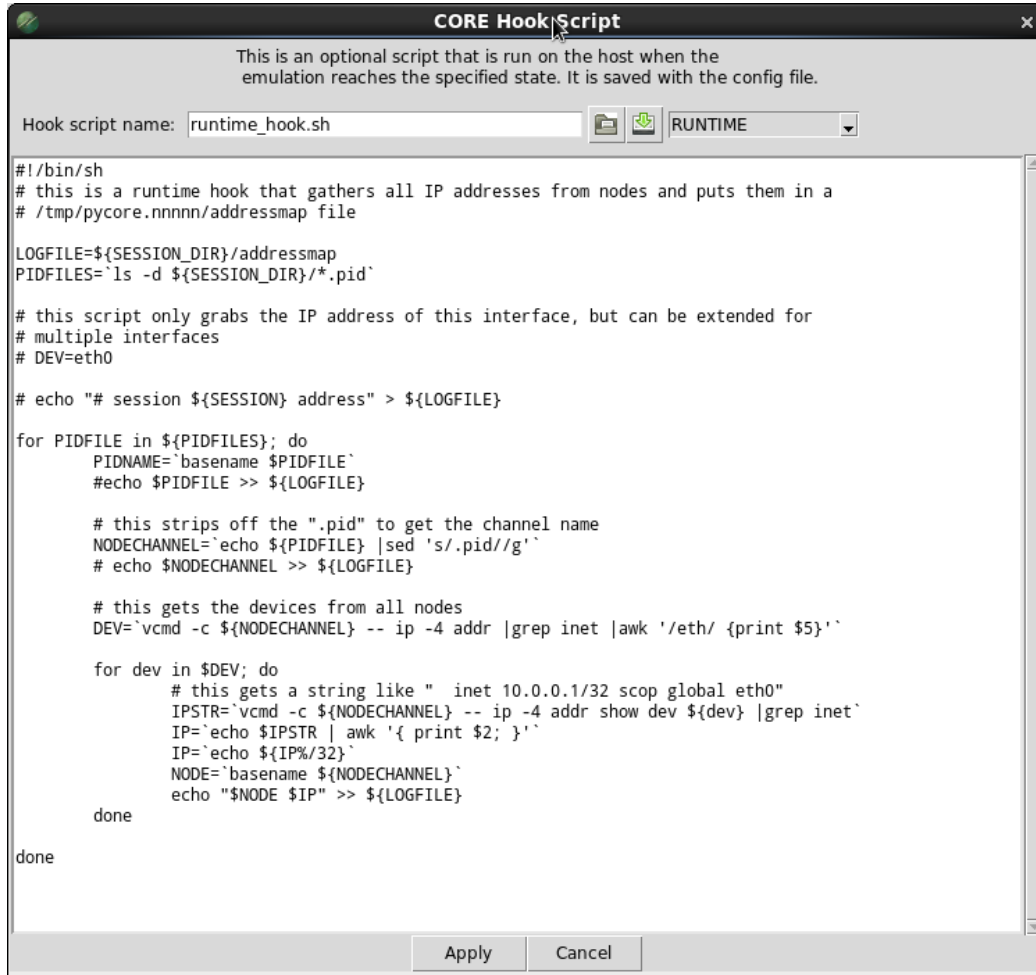 CORE Hook Script
This is an optional script that is run on the host when the
emulation reaches the specified state. It is saved with the config file.
Hook script name: runtime_hook.sh RUNTIME
#!/bin/sh
# this is a runtime hook that gathers all IP addresses from nodes and puts them in a
# /tmp/pycore.nnnnn/addressmap file

LOGFILE=${SESSION_DIR}/addressmap
PIDFILES=`ls -d ${SESSION_DIR}/*.pid`

# this script only grabs the IP address of this interface, but can be extended for
# multiple interfaces
# DEV=eth0

# echo "# session ${SESSION} address" > ${LOGFILE}

for PIDFILE in ${PIDFILES}; do
        PIDNAME=`basename $PIDFILE`
        #echo $PIDFILE >> ${LOGFILE}

        # this strips off the ".pid" to get the channel name
        NODECHANNEL=`echo ${PIDFILE} |sed 's/.pid//g'`
        # echo $NODECHANNEL >> ${LOGFILE}

        # this gets the devices from all nodes
        DEV=`vcmd -c ${NODECHANNEL} -- ip -4 addr |grep inet |awk '/eth/ {print $5}'`

        for dev in $DEV; do
                # this gets a string like "  inet 10.0.0.1/32 scop global eth0"
                IPSTR=`vcmd -c ${NODECHANNEL} -- ip -4 addr show dev ${dev} |grep inet`
                IP=`echo $IPSTR | awk '{ print $2; }'`
                IP=`echo ${IP%/32}`
                NODE=`basename ${NODECHANNEL}`
                echo "$NODE $IP" >> ${LOGFILE}
        done

done
Apply Cancel